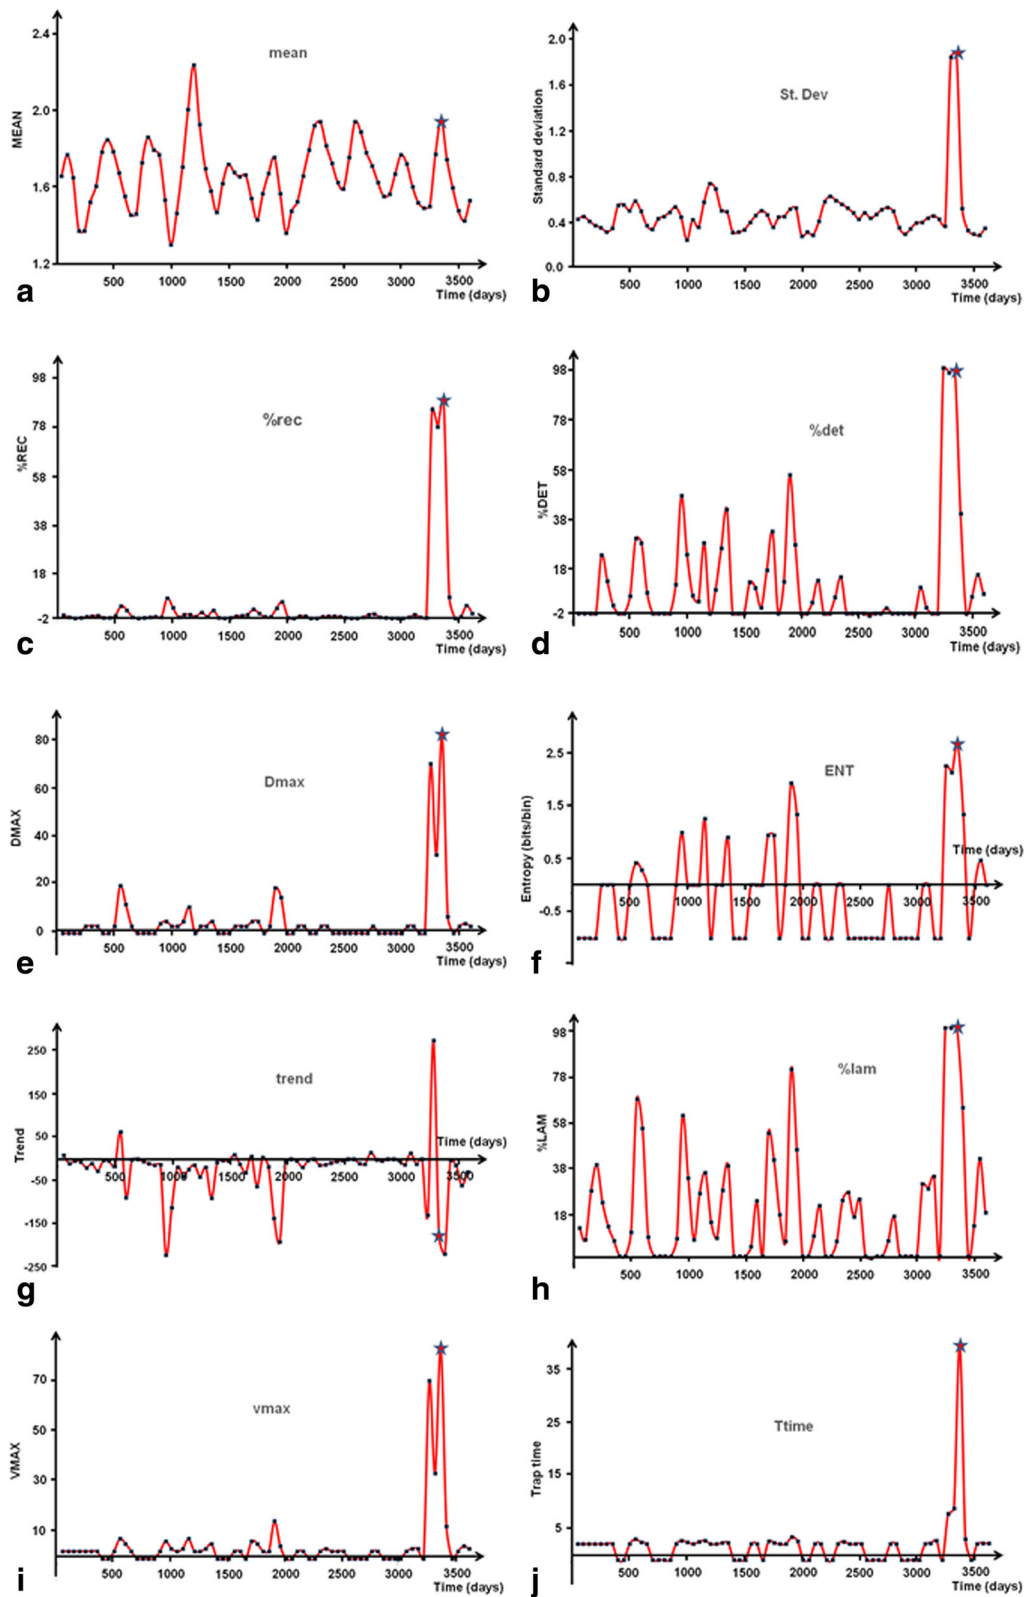 mean
MEAN
2.4
2.0
1.6
1.2
500 1000 1500 2000 2500 3000 3500
Time (days)
a
St. Dev
Standard deviation
2.0
1.6
1.2
0.8
0.4
0.0
500 1000 1500 2000 2500 3000 3500
Time (days)
b
%rec
%REC
98
78
58
38
18
-2
500 1000 1500 2000 2500 3000 3500
Time (days)
c
%det
%DET
98
78
58
38
18
-2
500 1000 1500 2000 2500 3000 3500
Time (days)
d
Dmax
DMAX
80
60
40
20
0
500 1000 1500 2000 2500 3000 3500
Time (days)
e
ENT
Entropy (bits/bin)
2.5
1.5
0.5
-0.5
Time (days)
500 1000 1500 2000 2500 3000 3500
f
trend
Trend
250
150
50
-50
-150
-250
Time (days)
500 1000 1500 2000 2500 3000 3500
g
%lam
%LAM
98
78
58
38
18
500 1000 1500 2000 2500 3000 3500
h
vmax
VMAX
70
50
30
10
500 1000 1500 2000 2500 3000 3500
Time (days)
i
Ttime
Trap time
35
25
15
5
500 1000 1500 2000 2500 3000 3500
Time (days)
j